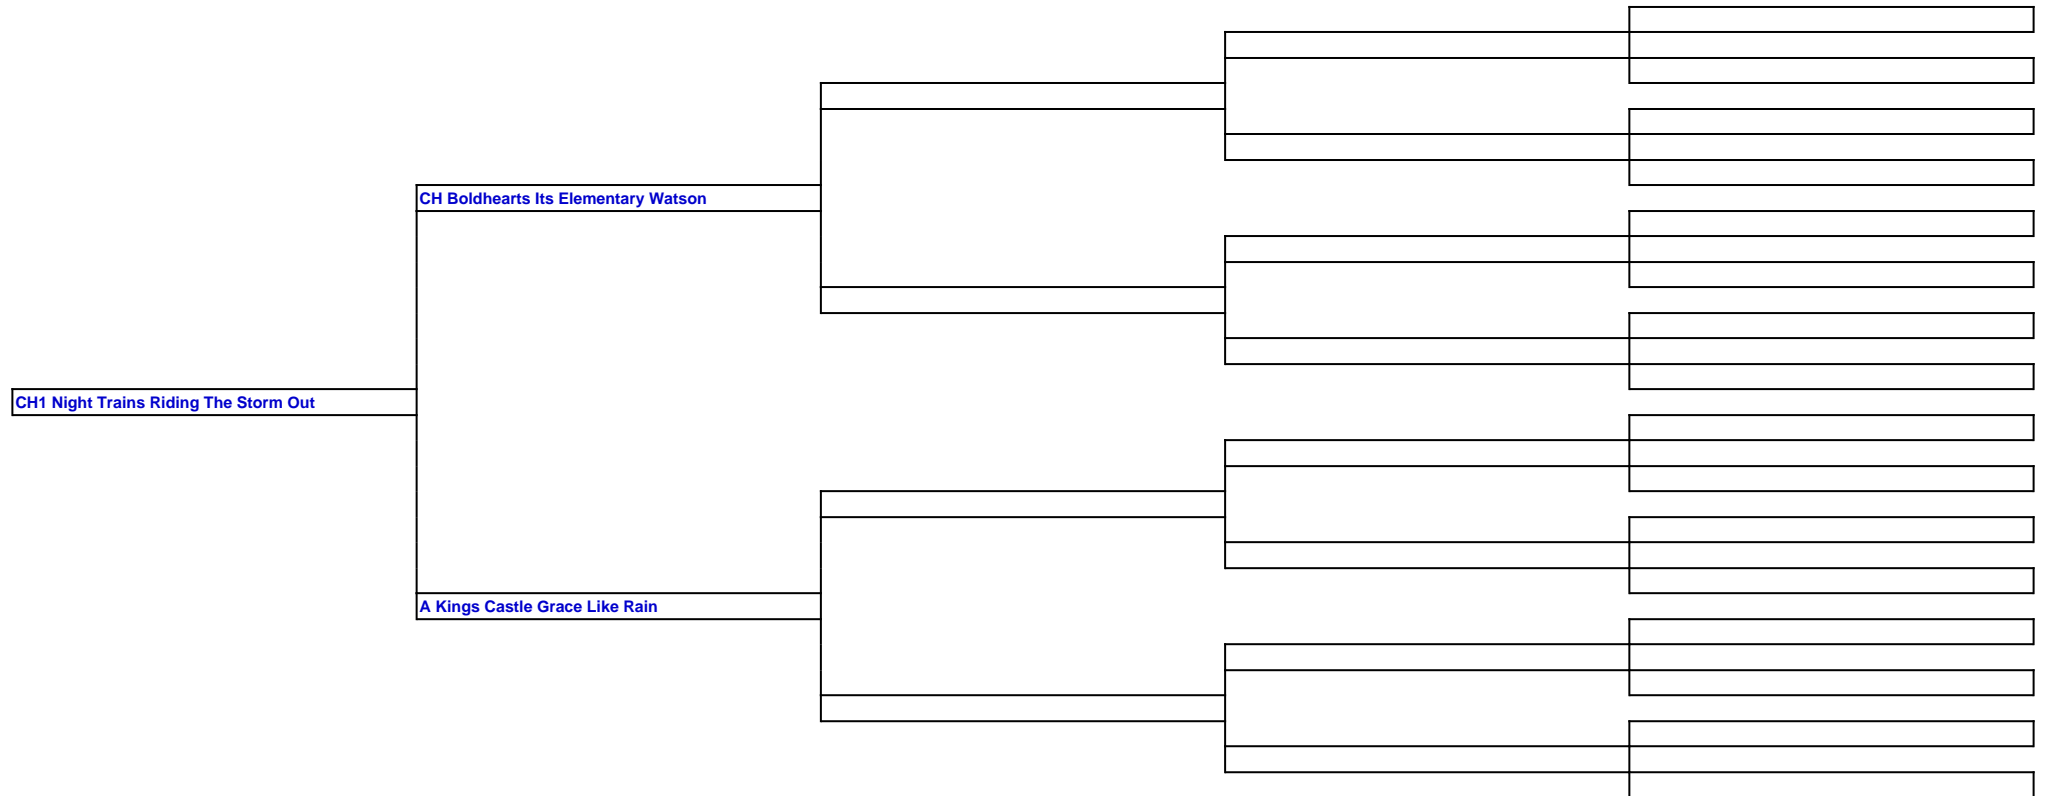 CH Boldhearts Its Elementary Watson
CH1 Night Trains Riding The Storm Out
A Kings Castle Grace Like Rain